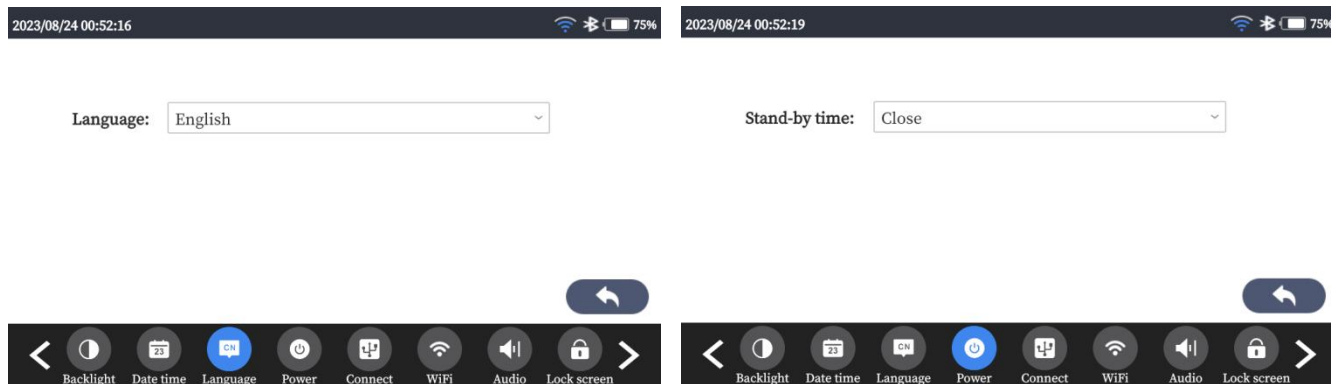 2023/08/24 00:52:16 75%
Language: English
23 CN
Backlight Date time Language Power Connect WiFi Audio Lock screen
2023/08/24 00:52:19 75%
Stand-by time: Close
23 CN
Backlight Date time Language Power Connect WiFi Audio Lock screen